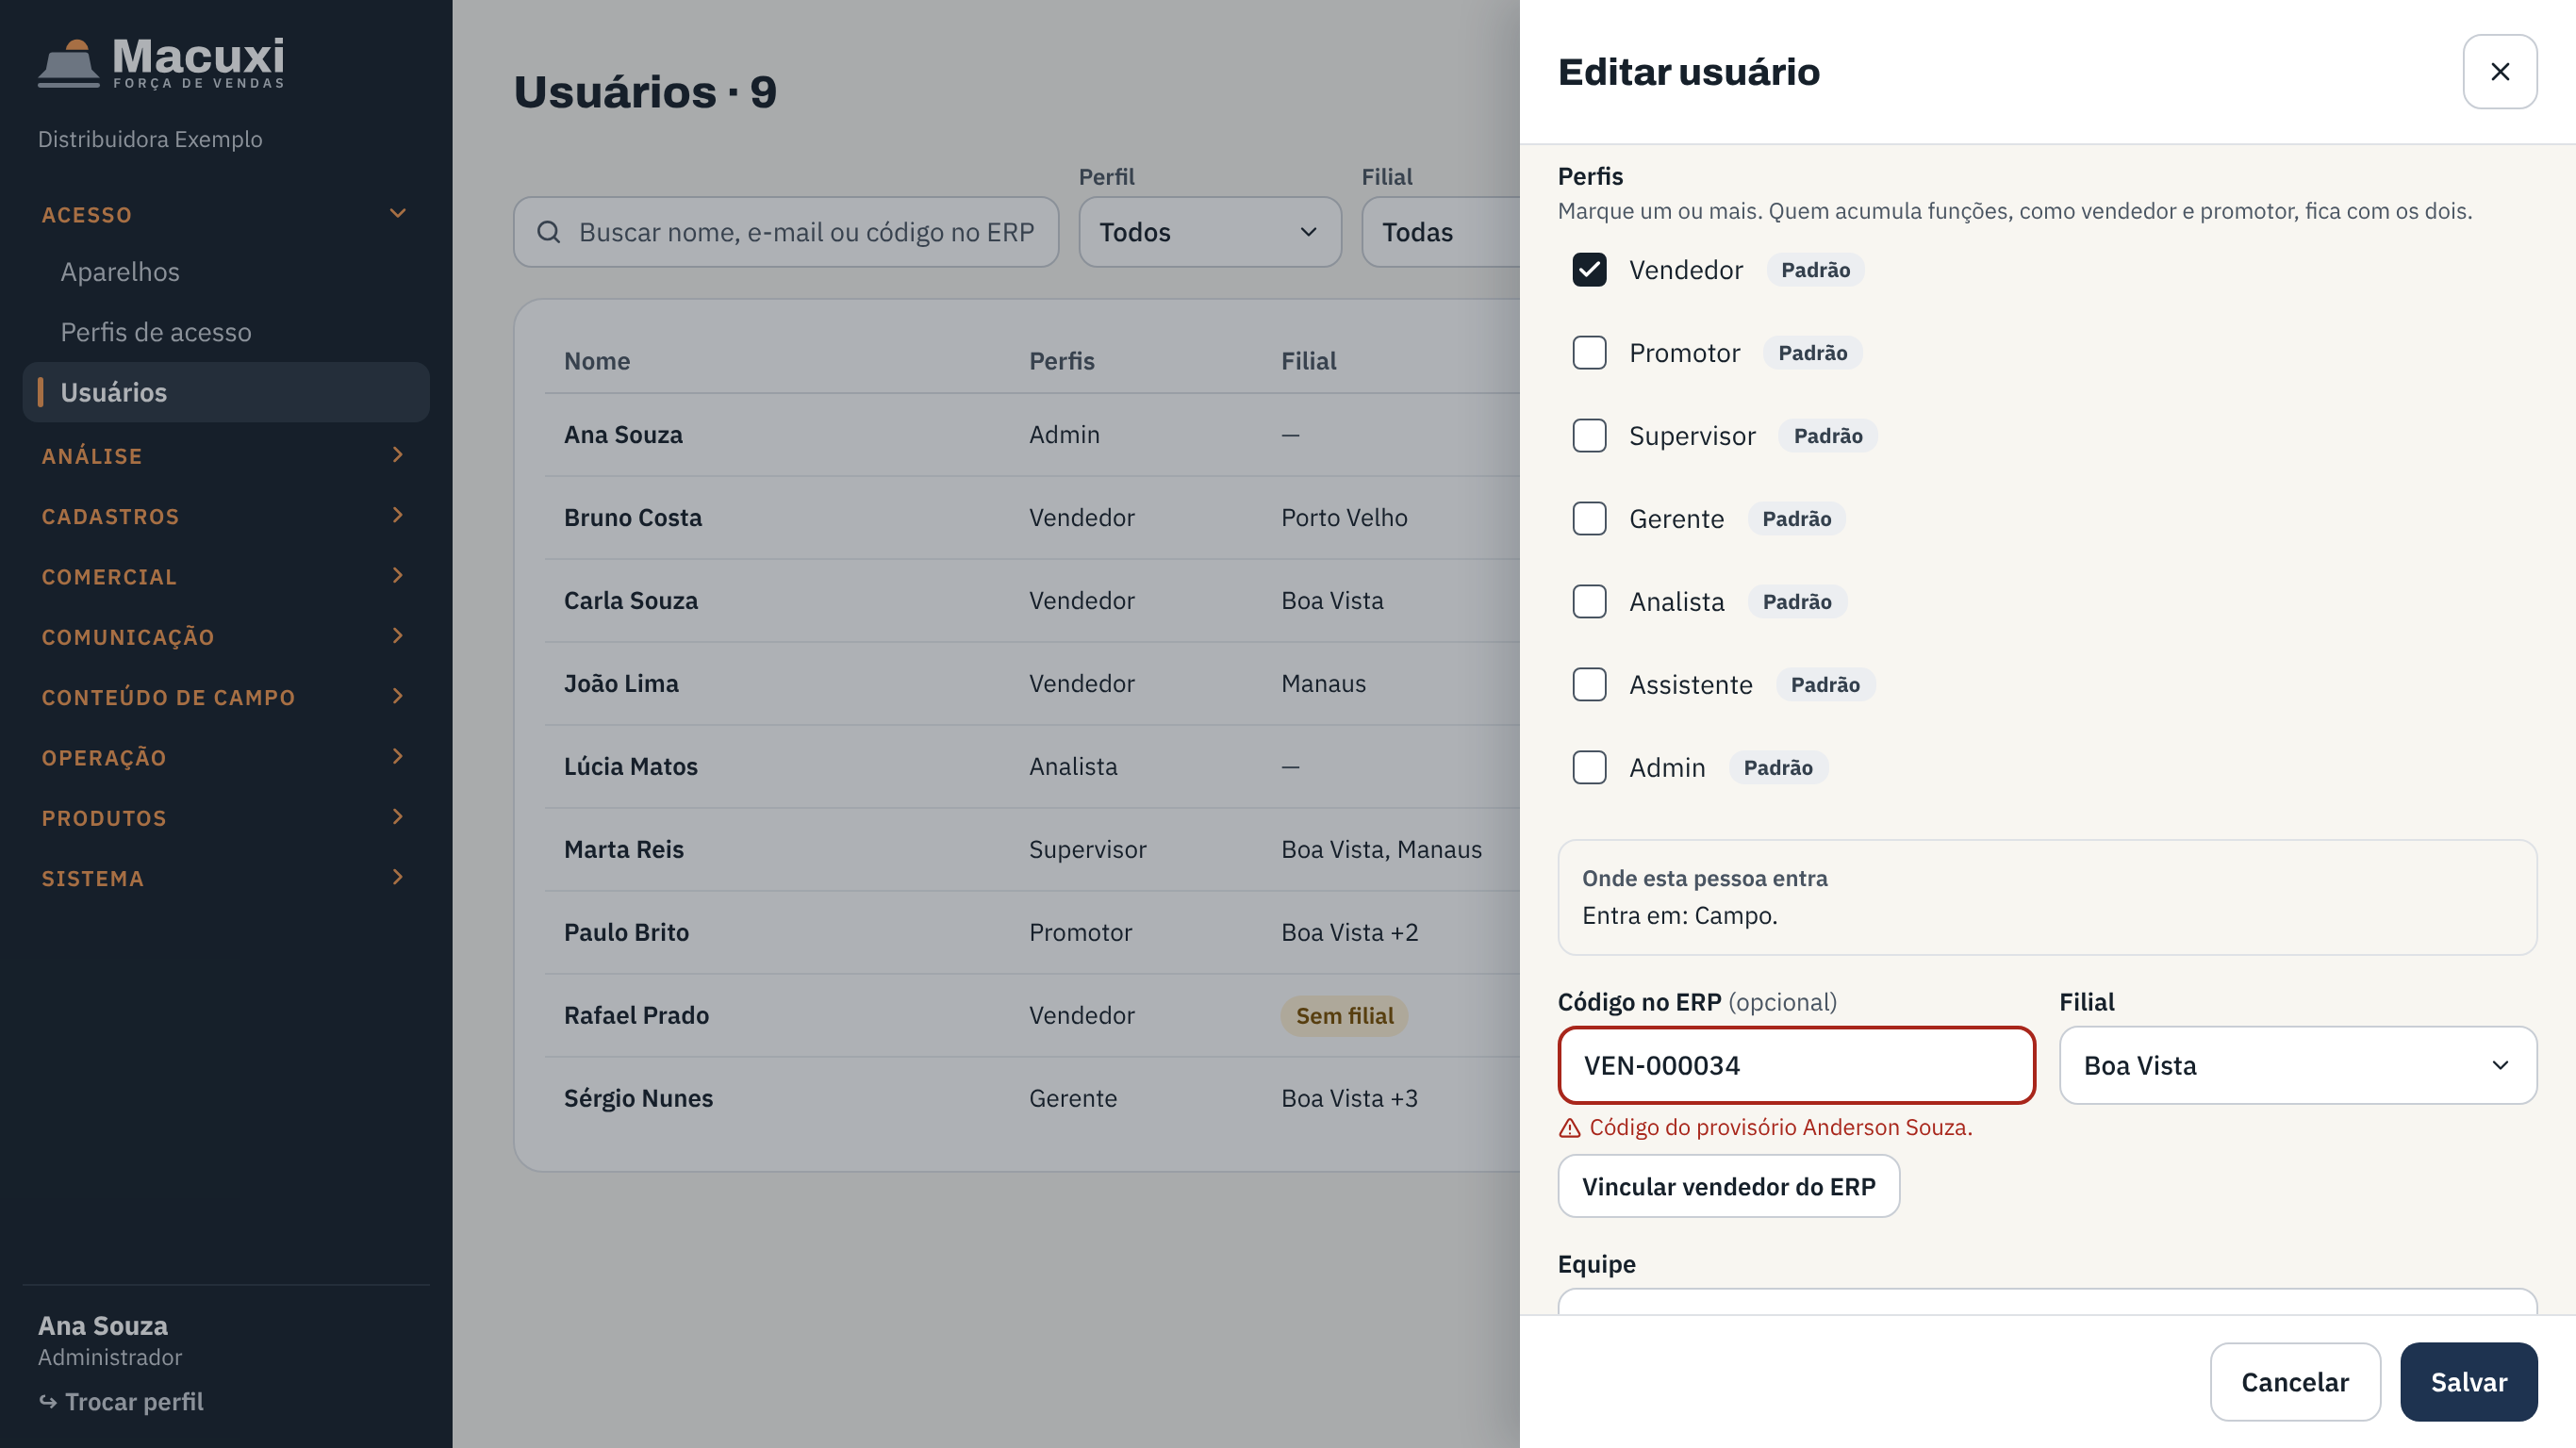 Macuxi
FORÇA DE VENDAS
Distribuidora Exemplo
ACESSO
Aparelhos
Perfis de acesso
Usuários
ANÁLISE
CADASTROS
COMERCIAL
COMUNICAÇÃO
CONTEÚDO DE CAMPO
OPERAÇÃO
PRODUTOS
SISTEMA
Ana Souza
Administrador
Trocar perfil
Usuários · 9
Perfil
Filial
Buscar nome, e-mail ou código no ERP
Todos
Todas
Nome Perfis Filial
Ana Souza Admin —
Bruno Costa Vendedor Porto Velho
Carla Souza Vendedor Boa Vista
João Lima Vendedor Manaus
Lúcia Matos Analista —
Marta Reis Supervisor Boa Vista, Manaus
Paulo Brito Promotor Boa Vista +2
Rafael Prado Vendedor Sem filial
Sérgio Nunes Gerente Boa Vista +3
Editar usuário
Perfis
Marque um ou mais. Quem acumula funções, como vendedor e promotor, fica com os dois.
Vendedor Padrão
Promotor Padrão
Supervisor Padrão
Gerente Padrão
Analista Padrão
Assistente Padrão
Admin Padrão
Onde esta pessoa entra
Entra em: Campo.
Código no ERP (opcional)
VEN-000034
Código do provisório Anderson Souza.
Vincular vendedor do ERP
Filial
Boa Vista
Equipe
Cancelar
Salvar